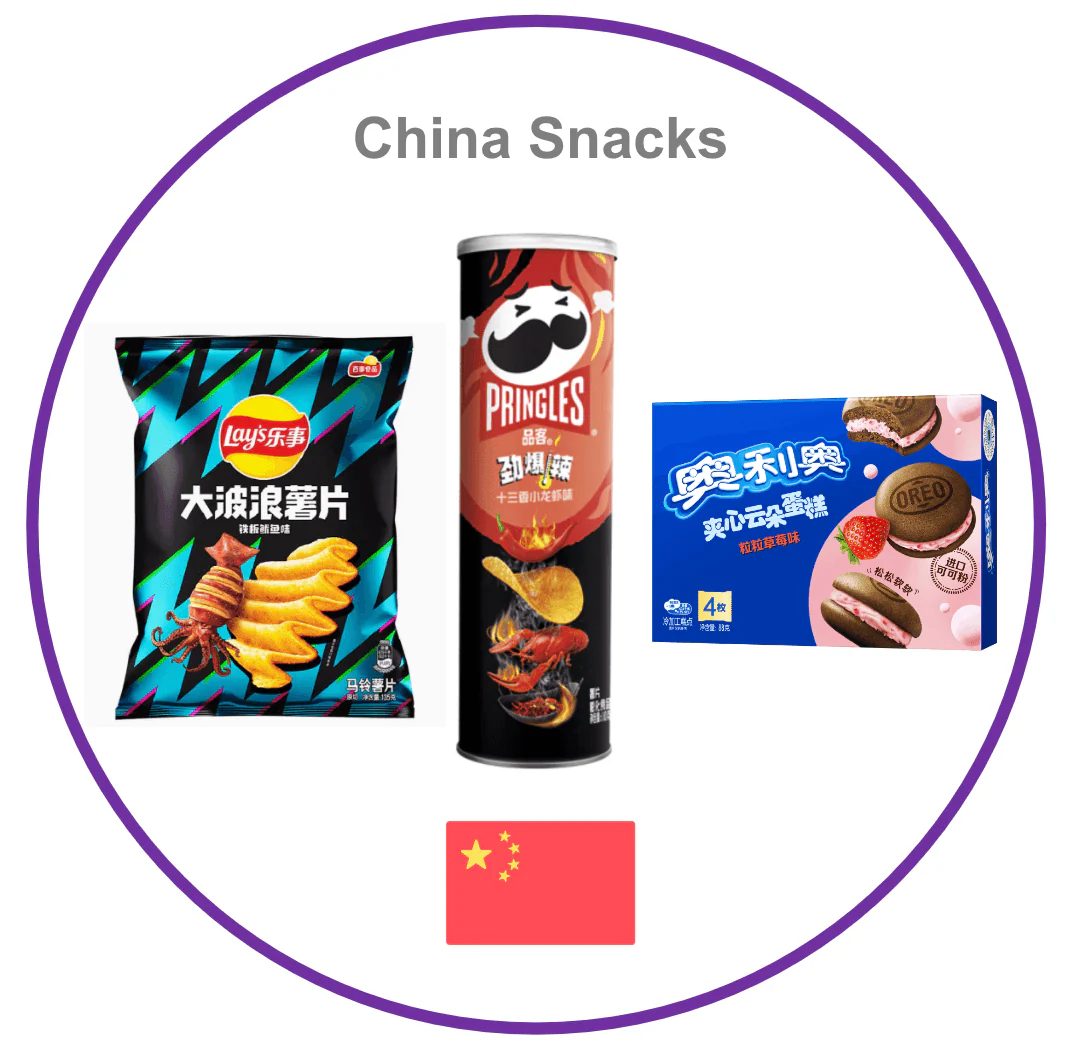 China Snacks
百事食品
Lay's乐事
大波浪薯片
铁板鱿鱼味
马铃薯片
净含量:135克
PRINGLES
品客
劲爆辣
十三香小龙虾味
薯片
OREO
奥利奥
夹心云朵蛋糕
粒粒草莓味
OREO
松松软软
进口
可可粉
4枚
冷加工糕点
净含量: 88克